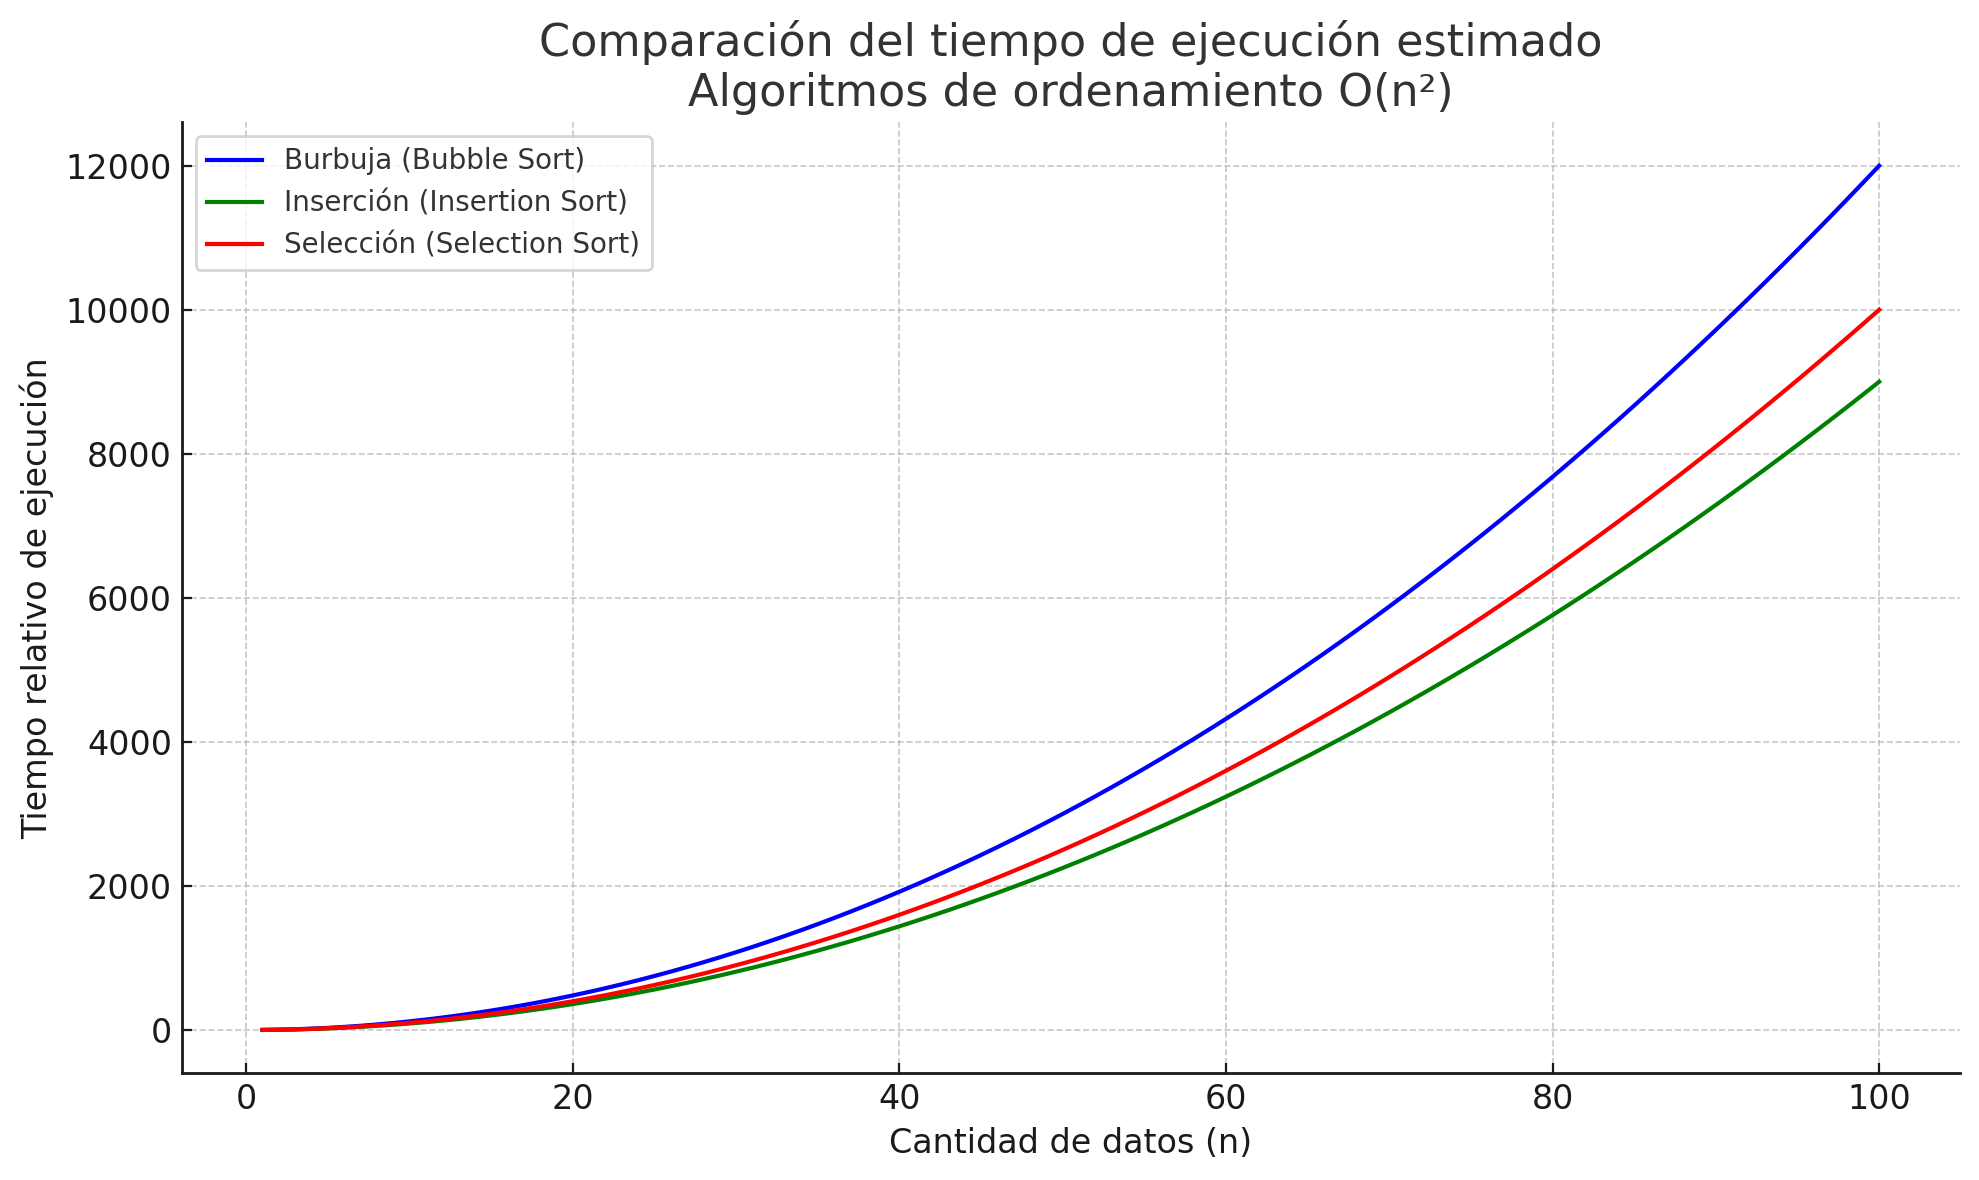 Comparación del tiempo de ejecución estimado
Algoritmos de ordenamiento O(n²)
Burbuja (Bubble Sort)
Inserción (Insertion Sort)
Selección (Selection Sort)
Tiempo relativo de ejecución
12000
10000
8000
6000
4000
2000
0
0 20 40 60 80 100
Cantidad de datos (n)